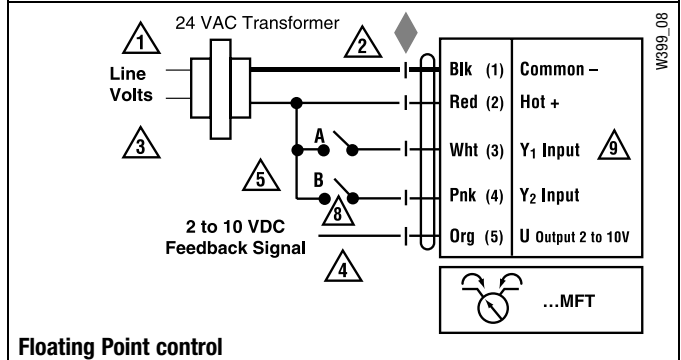 24 VAC Transformer
1
2
Line
Volts
3
Blk (1) Common –
Red (2) Hot +
A
Wht (3) Y₁ Input
9
5
B
Pnk (4) Y₂ Input
8
2 to 10 VDC
Feedback Signal
Org (5) U Output 2 to 10V
4
...MFT
W399_08
Floating Point control